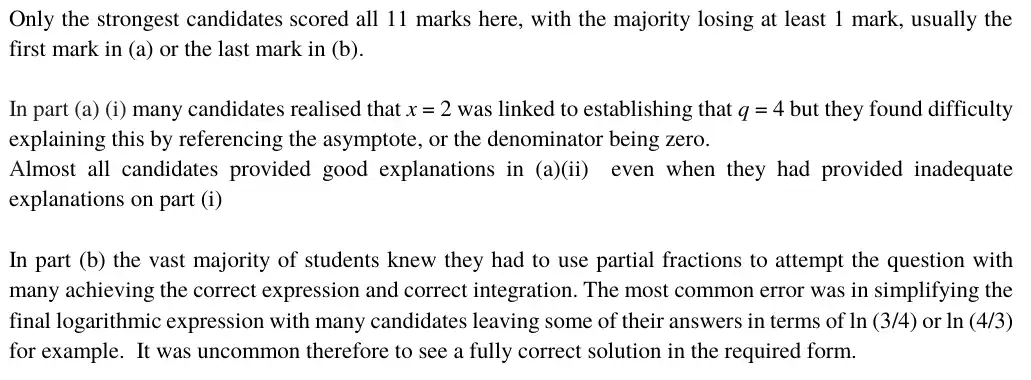 Only the strongest candidates scored all 11 marks here, with the majority losing at least 1 mark, usually the
first mark in (a) or the last mark in (b).
In part (a) (i) many candidates realised that x = 2 was linked to establishing that q = 4 but they found difficulty
explaining this by referencing the asymptote, or the denominator being zero.
Almost all candidates provided good explanations in (a)(ii) even when they had provided inadequate
explanations on part (i)
In part (b) the vast majority of students knew they had to use partial fractions to attempt the question with
many achieving the correct expression and correct integration. The most common error was in simplifying the
final logarithmic expression with many candidates leaving some of their answers in terms of ln (3/4) or ln (4/3)
for example. It was uncommon therefore to see a fully correct solution in the required form.